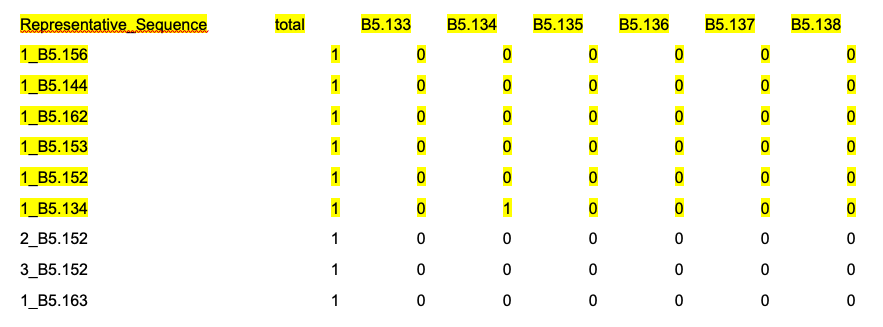 Representative_Sequence total B5.133 B5.134 B5.135 B5.136 B5.137 B5.138
1_B5.156 1 0 0 0 0 0 0
1_B5.144 1 0 0 0 0 0 0
1_B5.162 1 0 0 0 0 0 0
1_B5.153 1 0 0 0 0 0 0
1_B5.152 1 0 0 0 0 0 0
1_B5.134 1 0 1 0 0 0 0
2_B5.152 1 0 0 0 0 0 0
3_B5.152 1 0 0 0 0 0 0
1_B5.163 1 0 0 0 0 0 0